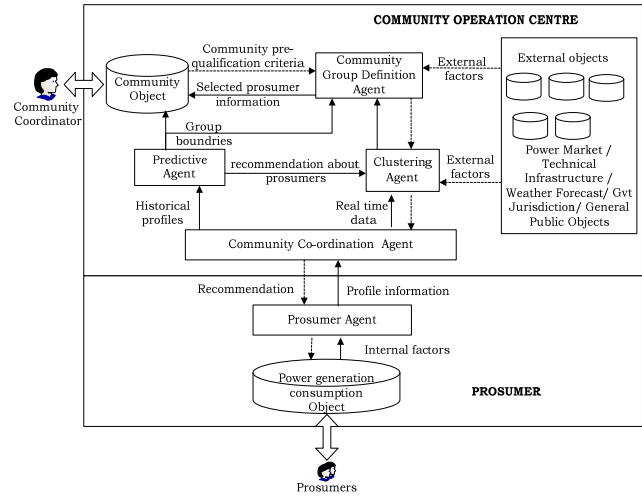 COMMUNITY OPERATION CENTRE
Community
Coordinator
Community
Object
Community pre-
qualification criteria
Selected prosumer
information
Community
Group Definition
Agent
External
factors
External objects
Power Market /
Technical
Infrastructure /
Weather Forecast/ Gvt
Jurisdiction/ General
Public Objects
Group
boundries
Predictive
Agent
recommendation about
prosumers
Clustering
Agent
External
factors
Historical
profiles
Real time
data
Community Co-ordination Agent
Recommendation
Profile information
Prosumer Agent
Internal factors
Power generation
consumption
Object
PROSUMER
Prosumers